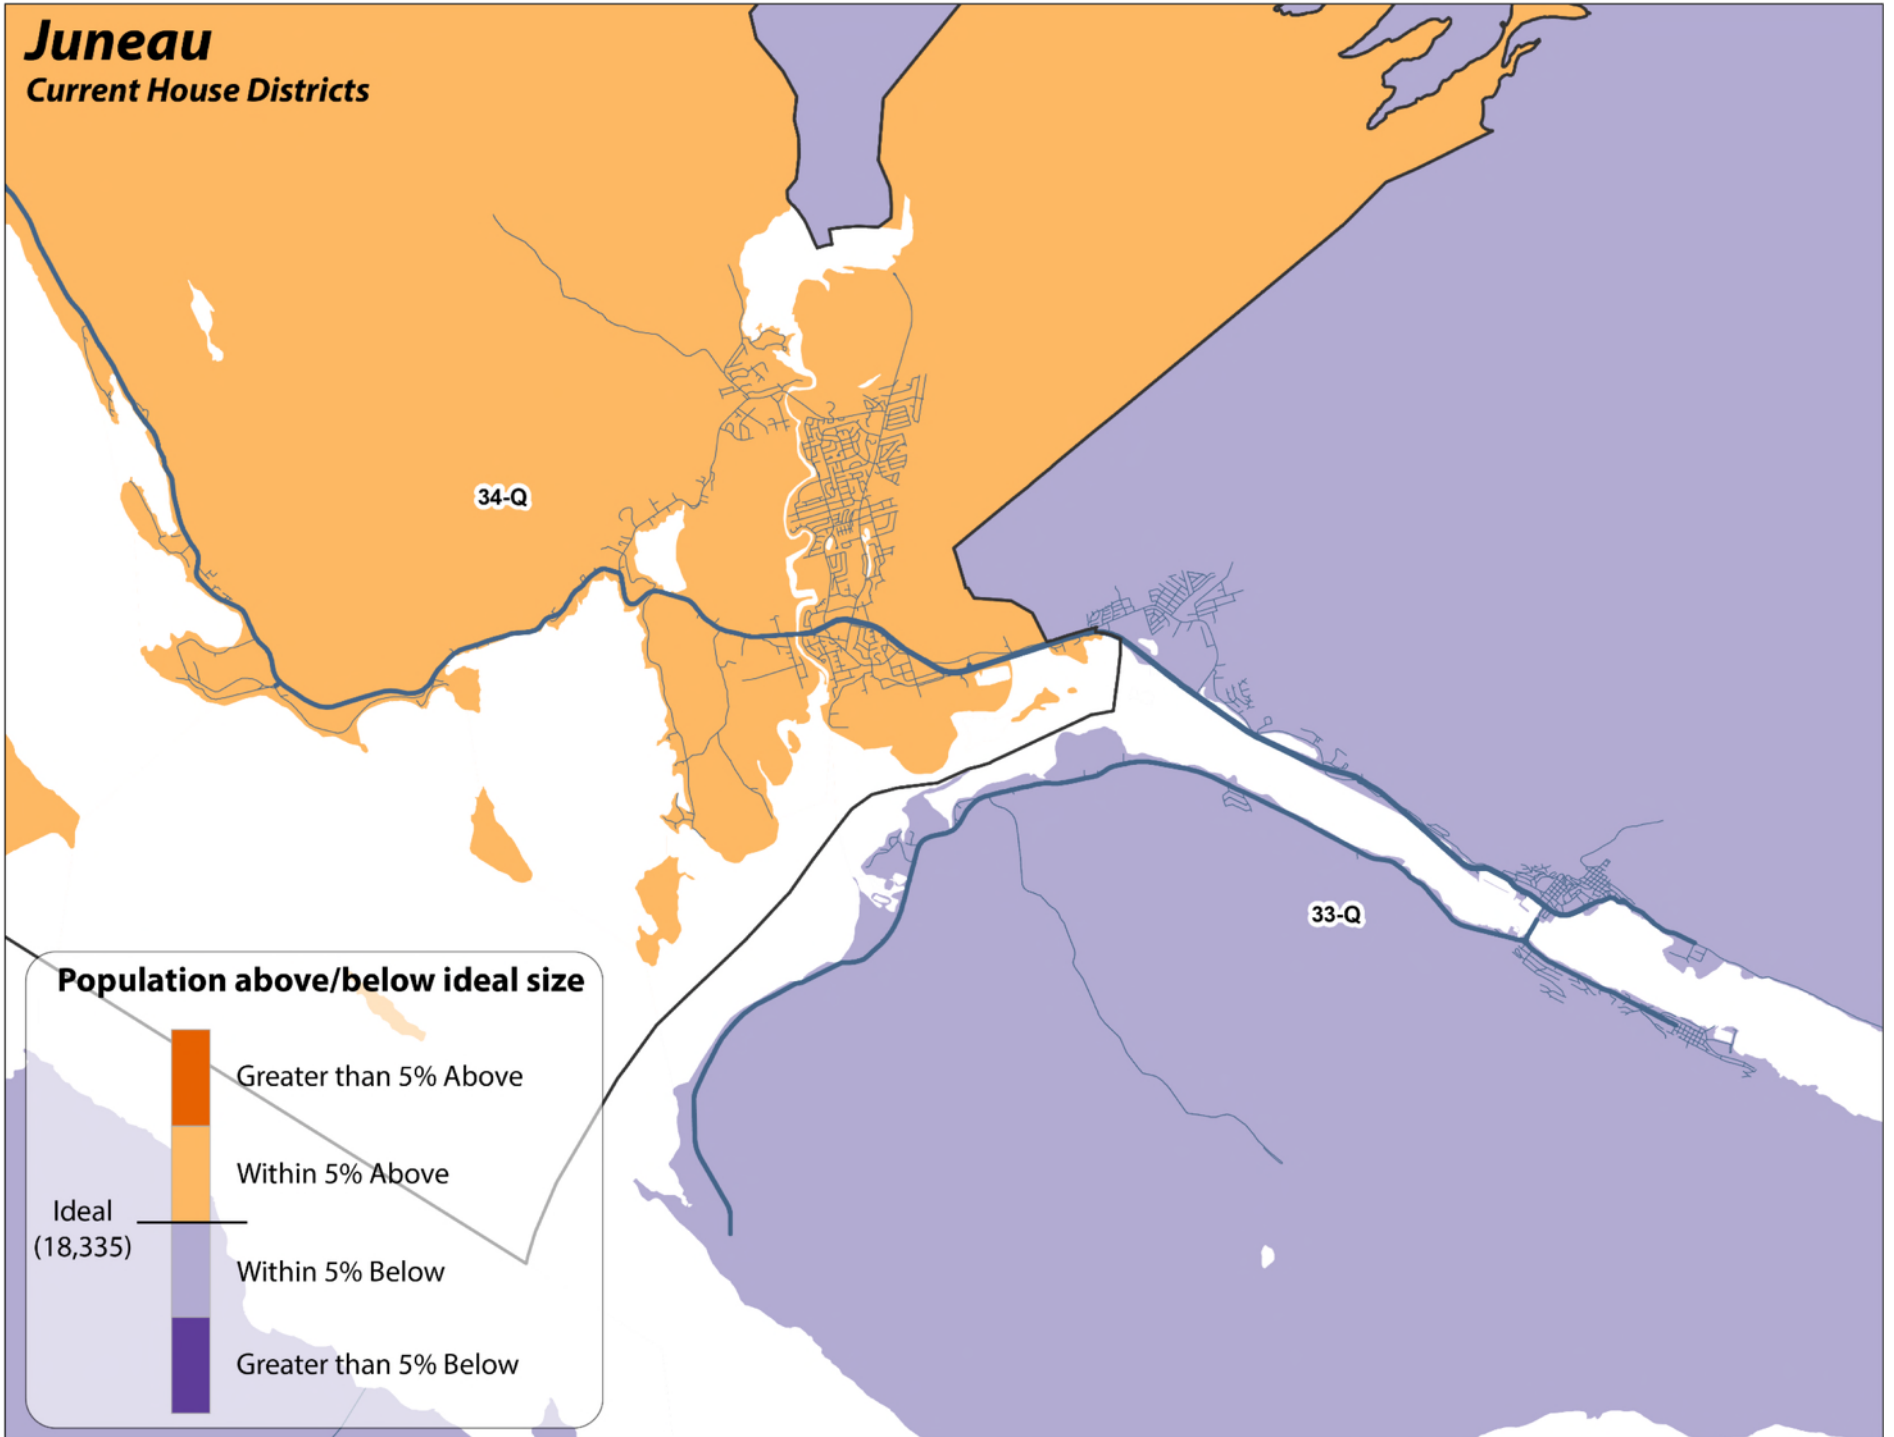 Juneau
Current House Districts
34-Q
33-Q
Population above/below ideal size
Greater than 5% Above
Within 5% Above
Ideal
(18,335)
Within 5% Below
Greater than 5% Below